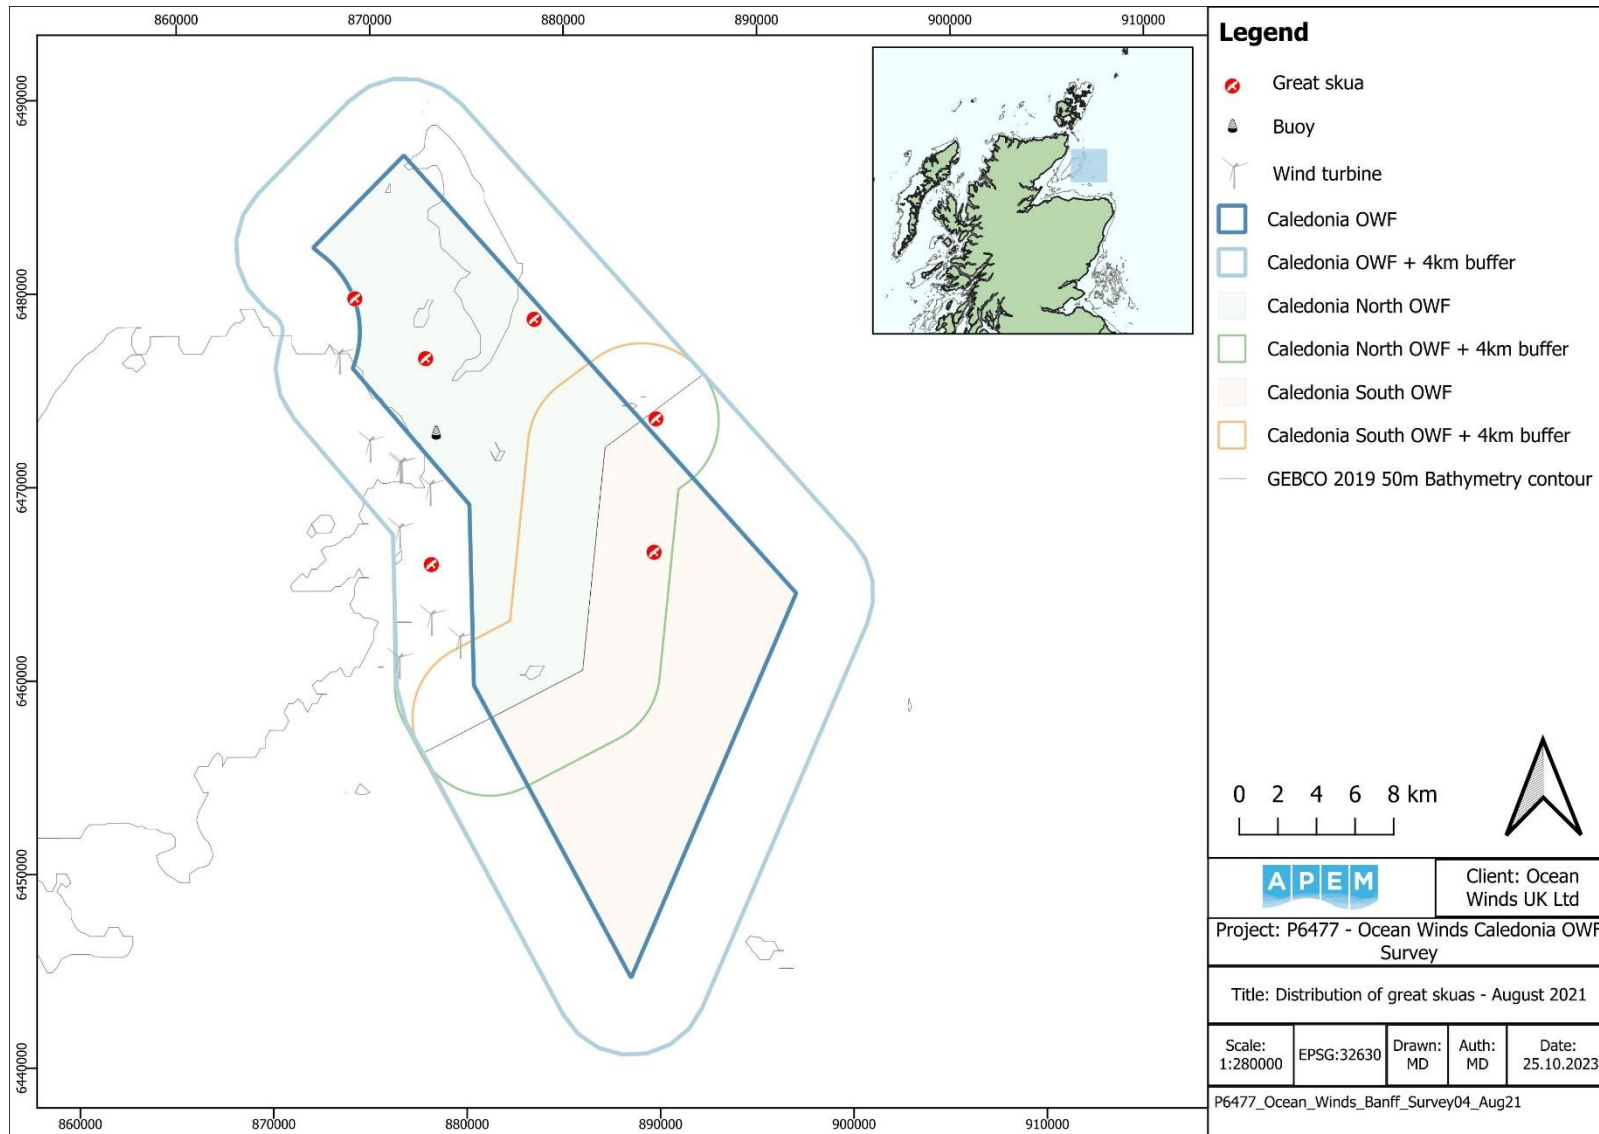 860000
870000
880000
890000
900000
910000
6490000
6480000
6470000
6460000
6450000
6440000
860000
870000
880000
890000
900000
910000
Legend
Great skua
Buoy
Wind turbine
Caledonia OWF
Caledonia OWF + 4km buffer
Caledonia North OWF
Caledonia North OWF + 4km buffer
Caledonia South OWF
Caledonia South OWF + 4km buffer
GEBCO 2019 50m Bathymetry contour
0 2 4 6 8 km
APEM
Client: Ocean
Winds UK Ltd
Project: P6477 - Ocean Winds Caledonia OWF
Survey
Title: Distribution of great skuas - August 2021
Scale:
1:280000
EPSG:32630
Drawn:
MD
Auth:
MD
Date:
25.10.2023
P6477_Ocean_Winds_Banff_Survey04_Aug21